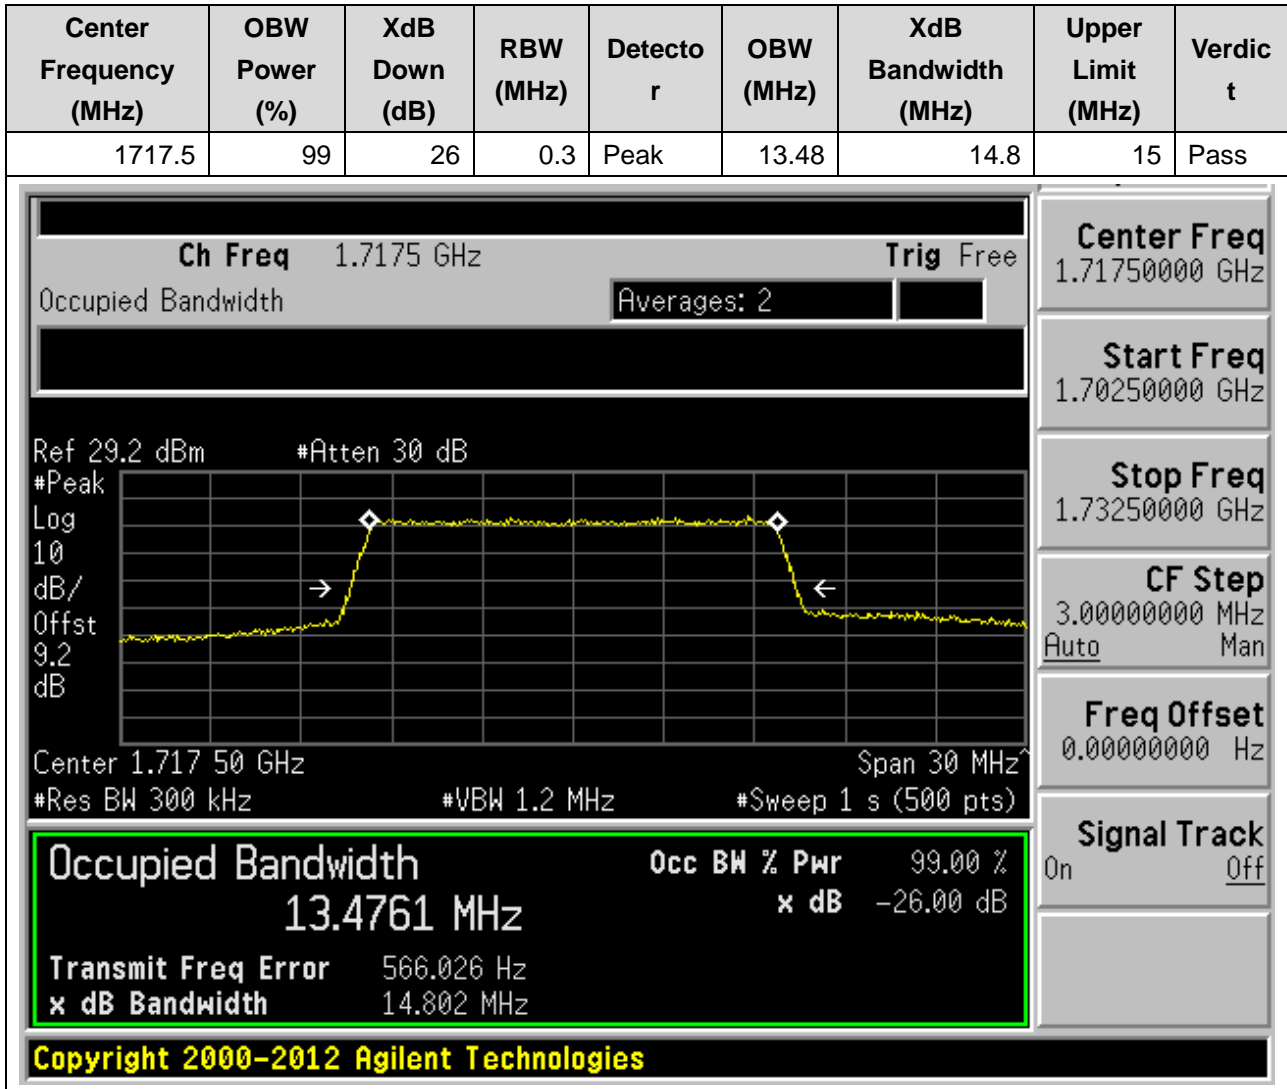 Center Frequency (MHz) OBW Power (%) XdB Down (dB) RBW (MHz) Detecto r OBW (MHz) XdB Bandwidth (MHz) Upper Limit (MHz) Verdic t
1717.5 99 26 0.3 Peak 13.48 14.8 15 Pass
Ch Freq 1.7175 GHz Trig Free
Occupied Bandwidth Averages: 2
Ref 29.2 dBm #Atten 30 dB
#Peak
Log
10
dB/
Offst
9.2
dB
Center 1.717 50 GHz Span 30 MHz^
#Res BW 300 kHz #VBW 1.2 MHz #Sweep 1 s (500 pts)
Occupied Bandwidth Occ BW % Pwr 99.00 %
13.4761 MHz x dB -26.00 dB
Transmit Freq Error 566.026 Hz
x dB Bandwidth 14.802 MHz
Center Freq
1.71750000 GHz
Start Freq
1.70250000 GHz
Stop Freq
1.73250000 GHz
CF Step
3.00000000 MHz
Auto Man
Freq Offset
0.00000000 Hz
Signal Track
On Off
Copyright 2000-2012 Agilent Technologies